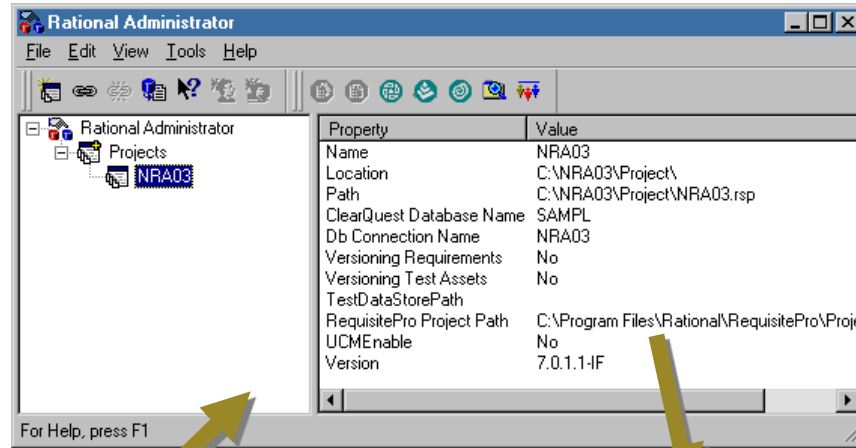 Rational Administrator
File Edit View Tools Help
Rational Administrator
Projects
NRA03
Property Value
Name NRA03
Location C:\NRA03\Project\
Path C:\NRA03\Project\NRA03.rsp
ClearQuest Database Name SAMPL
Db Connection Name NRA03
Versioning Requirements No
Versioning Test Assets No
TestDataStorePath
RequisitePro Project Path C:\Program Files\Rational\RequisitePro\Proj
UCMEnable No
Version 7.0.1.1-IF
For Help, press F1